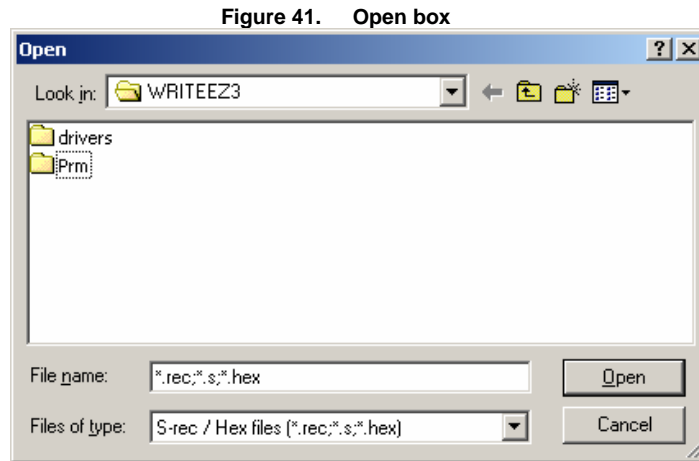 Figure 41. Open box
Open
Look in: WRITEEZ3
drivers
Prm
File name: *.rec;*.s;*.hex Open
Files of type: S-rec / Hex files (*.rec;*.s;*.hex) Cancel